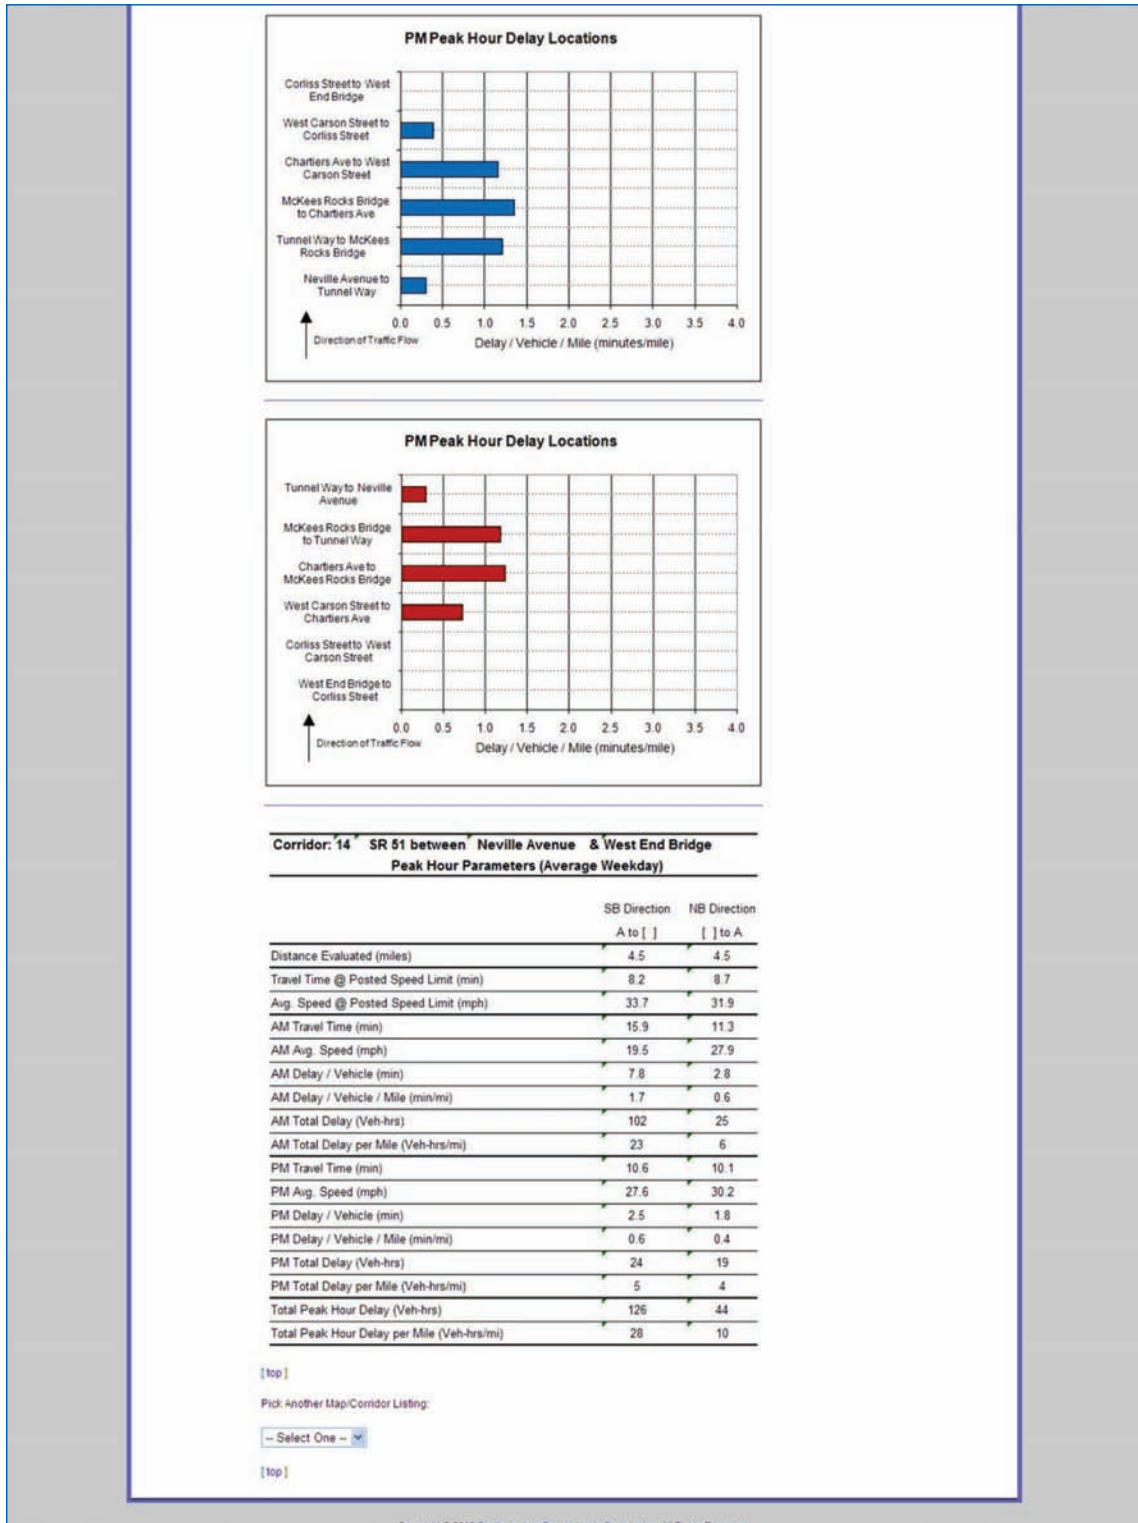 PM Peak Hour Delay Locations
Corliss Street to West
End Bridge
West Carson Street to
Corliss Street
Chartiers Ave to West
Carson Street
McKees Rocks Bridge
to Chartiers Ave
Tunnel Way to McKees
Rocks Bridge
Neville Avenue to
Tunnel Way
0.0 0.5 1.0 1.5 2.0 2.5 3.0 3.5 4.0
Direction of Traffic Flow
Delay / Vehicle / Mile (minutes/mile)
PM Peak Hour Delay Locations
Tunnel Way to Neville
Avenue
McKees Rocks Bridge
to Tunnel Way
Chartiers Ave to
McKees Rocks Bridge
West Carson Street to
Chartiers Ave
Corliss Street to West
Carson Street
West End Bridge to
Corliss Street
0.0 0.5 1.0 1.5 2.0 2.5 3.0 3.5 4.0
Direction of Traffic Flow
Delay / Vehicle / Mile (minutes/mile)
Corridor: 14 SR 51 between Neville Avenue & West End Bridge
Peak Hour Parameters (Average Weekday)
SB Direction NB Direction
A to [ ] [ ] to A
Distance Evaluated (miles) 4.5 4.5
Travel Time @ Posted Speed Limit (min) 8.2 8.7
Avg. Speed @ Posted Speed Limit (mph) 33.7 31.9
AM Travel Time (min) 15.9 11.3
AM Avg. Speed (mph) 19.5 27.9
AM Delay / Vehicle (min) 7.8 2.8
AM Delay / Vehicle / Mile (min/mi) 1.7 0.6
AM Total Delay (Veh-hrs) 102 25
AM Total Delay per Mile (Veh-hrs/mi) 23 6
PM Travel Time (min) 10.6 10.1
PM Avg. Speed (mph) 27.6 30.2
PM Delay / Vehicle (min) 2.5 1.8
PM Delay / Vehicle / Mile (min/mi) 0.6 0.4
PM Total Delay (Veh-hrs) 24 19
PM Total Delay per Mile (Veh-hrs/mi) 5 4
Total Peak Hour Delay (Veh-hrs) 126 44
Total Peak Hour Delay per Mile (Veh-hrs/mi) 28 10
[top]
Pick Another Map/Corridor Listing:
-- Select One --
[top]